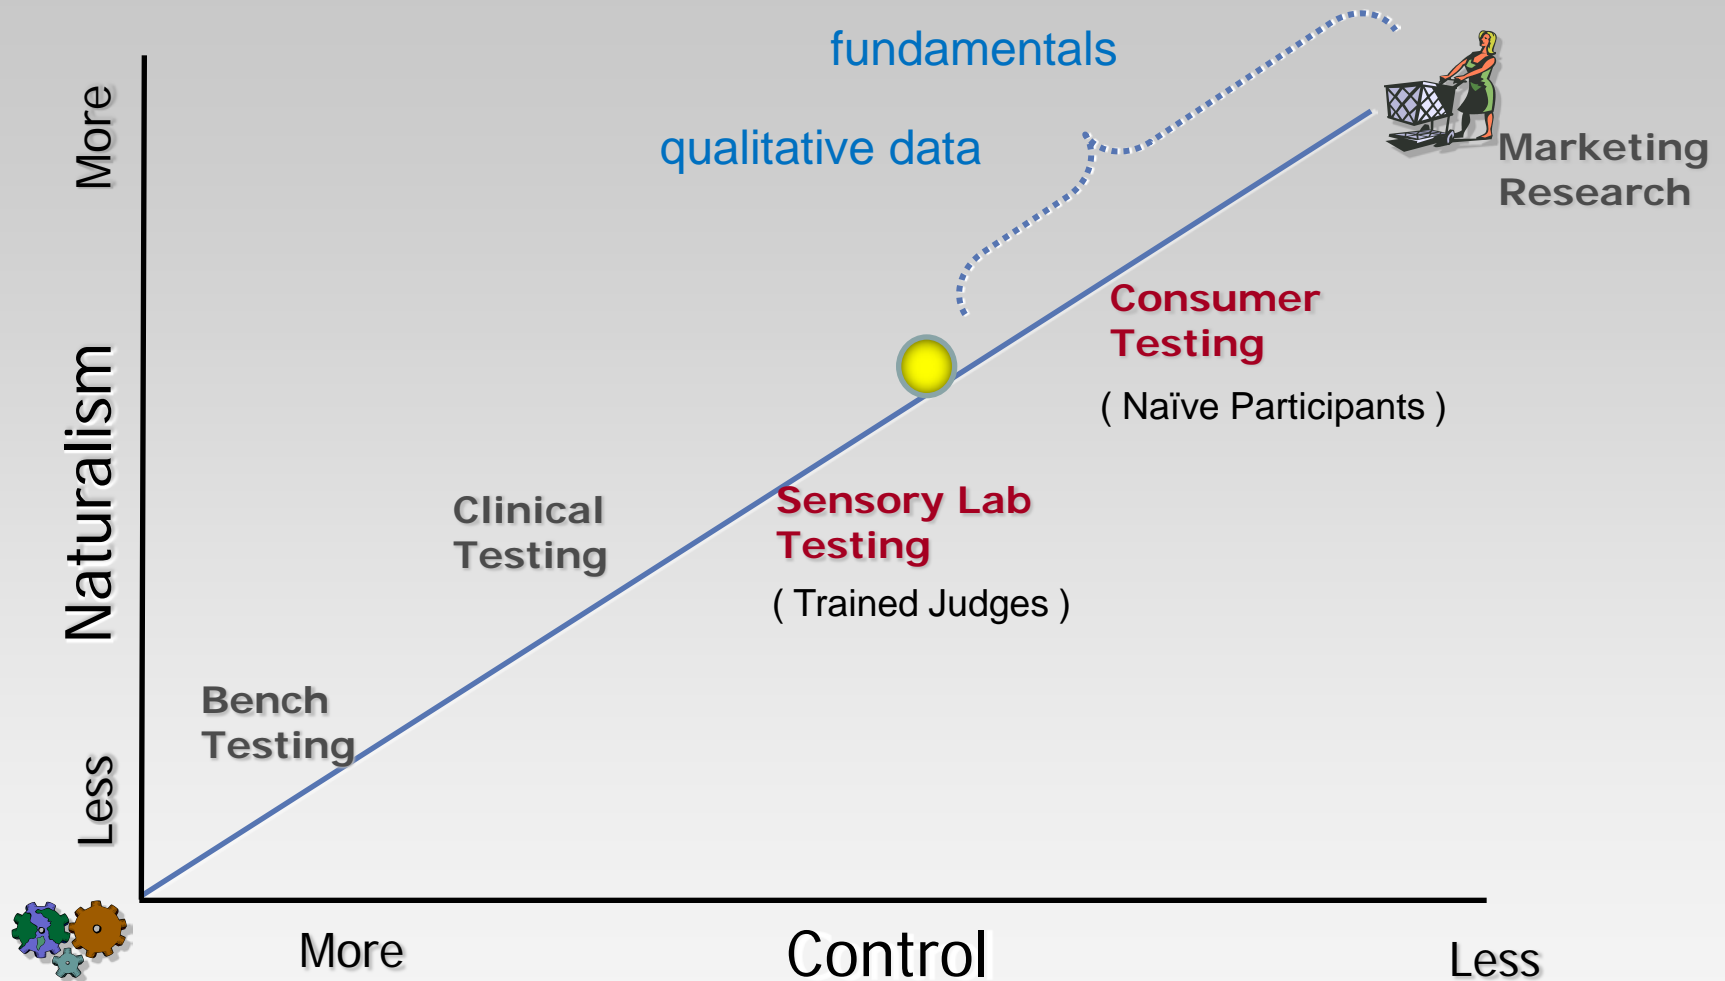 fundamentals
qualitative data
More
Naturalism
Less
Marketing
Research
Consumer
Testing
( Naïve Participants )
Clinical
Testing
Sensory Lab
Testing
( Trained Judges )
Bench
Testing
More
Control
Less